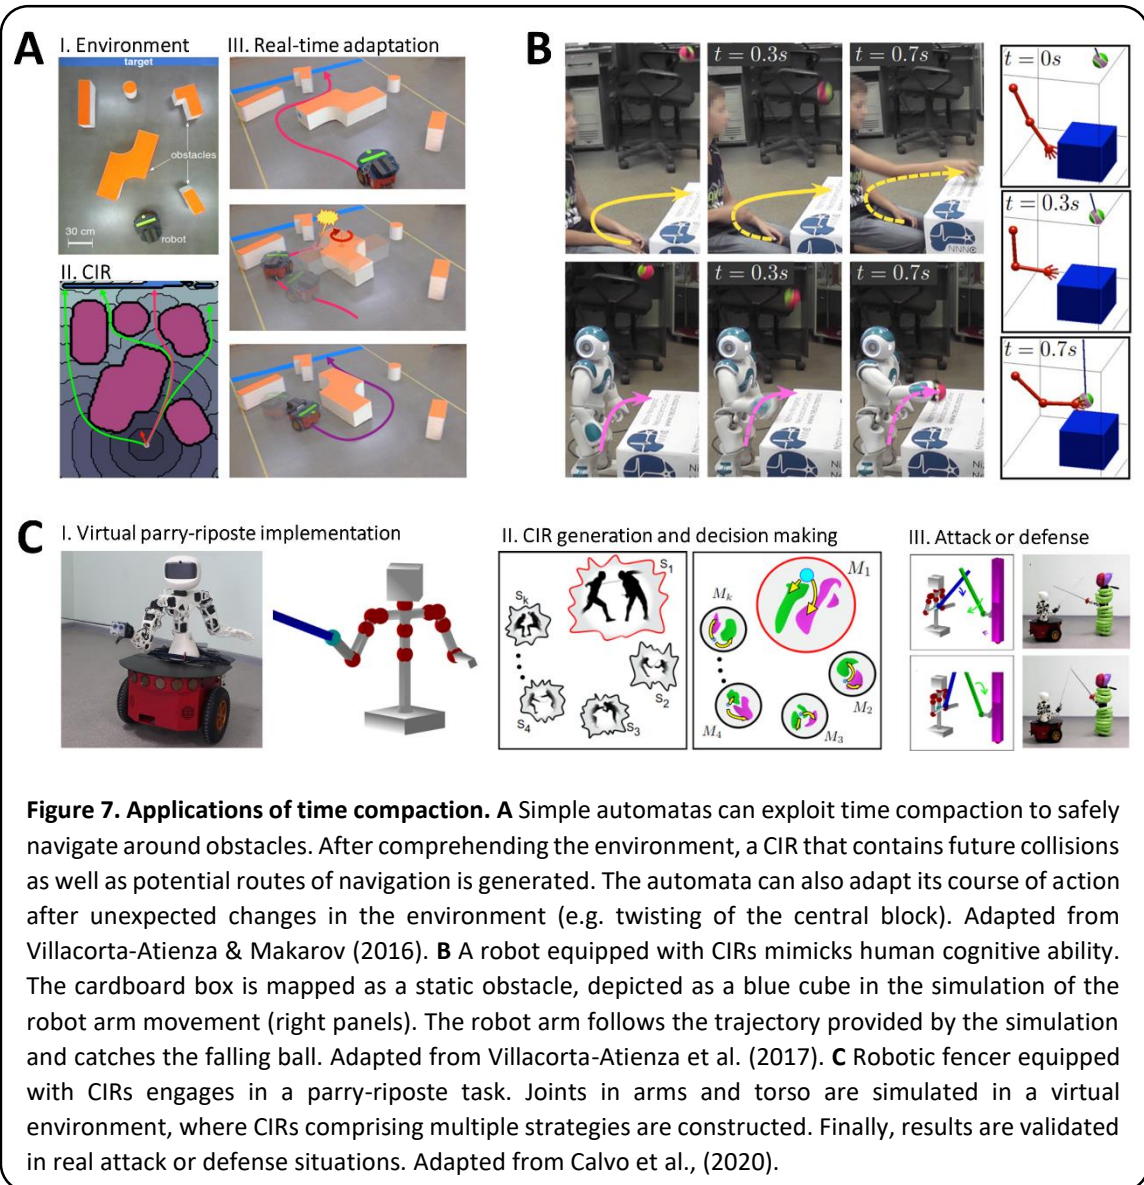 A
I. Environment
target
obstacles
30 cm
robot
II. CIR
III. Real-time adaptation
B
t = 0.3s
t = 0.7s
NNNC
t = 0.3s
t = 0.7s
t = 0s
t = 0.3s
t = 0.7s
C
I. Virtual parry-riposte implementation
II. CIR generation and decision making
S1
Sk
S2
S4
S3
M1
Mk
M2
M4
M3
III. Attack or defense
Figure 7. Applications of time compaction. A Simple automatas can exploit time compaction to safely
navigate around obstacles. After comprehending the environment, a CIR that contains future collisions
as well as potential routes of navigation is generated. The automata can also adapt its course of action
after unexpected changes in the environment (e.g. twisting of the central block). Adapted from
Villacorta-Atienza & Makarov (2016). B A robot equipped with CIRs mimicks human cognitive ability.
The cardboard box is mapped as a static obstacle, depicted as a blue cube in the simulation of the
robot arm movement (right panels). The robot arm follows the trajectory provided by the simulation
and catches the falling ball. Adapted from Villacorta-Atienza et al. (2017). C Robotic fencer equipped
with CIRs engages in a parry-riposte task. Joints in arms and torso are simulated in a virtual
environment, where CIRs comprising multiple strategies are constructed. Finally, results are validated
in real attack or defense situations. Adapted from Calvo et al., (2020).